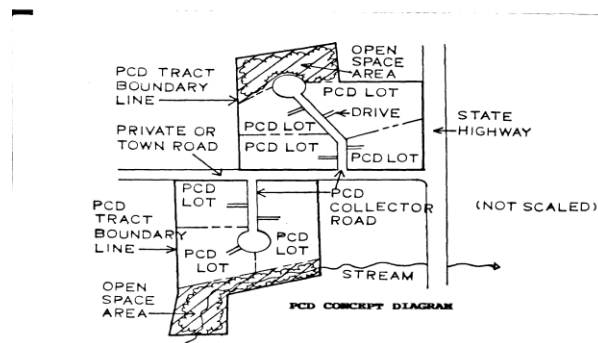 OPEN
SPACE
AREA
PCD TRACT
BOUNDARY
LINE
PCD LOT
DRIVE
PCD LOT
STATE
HIGHWAY
PRIVATE OR
TOWN ROAD
PCD LOT
PCD LOT
PCD
LOT
PCD
COLLECTOR
ROAD
(NOT SCALED)
PCD
TRACT
BOUNDARY
LINE
PCD
LOT
PCD
LOT
STREAM
OPEN
SPACE
AREA
PCD CONCEPT DIAGRAM